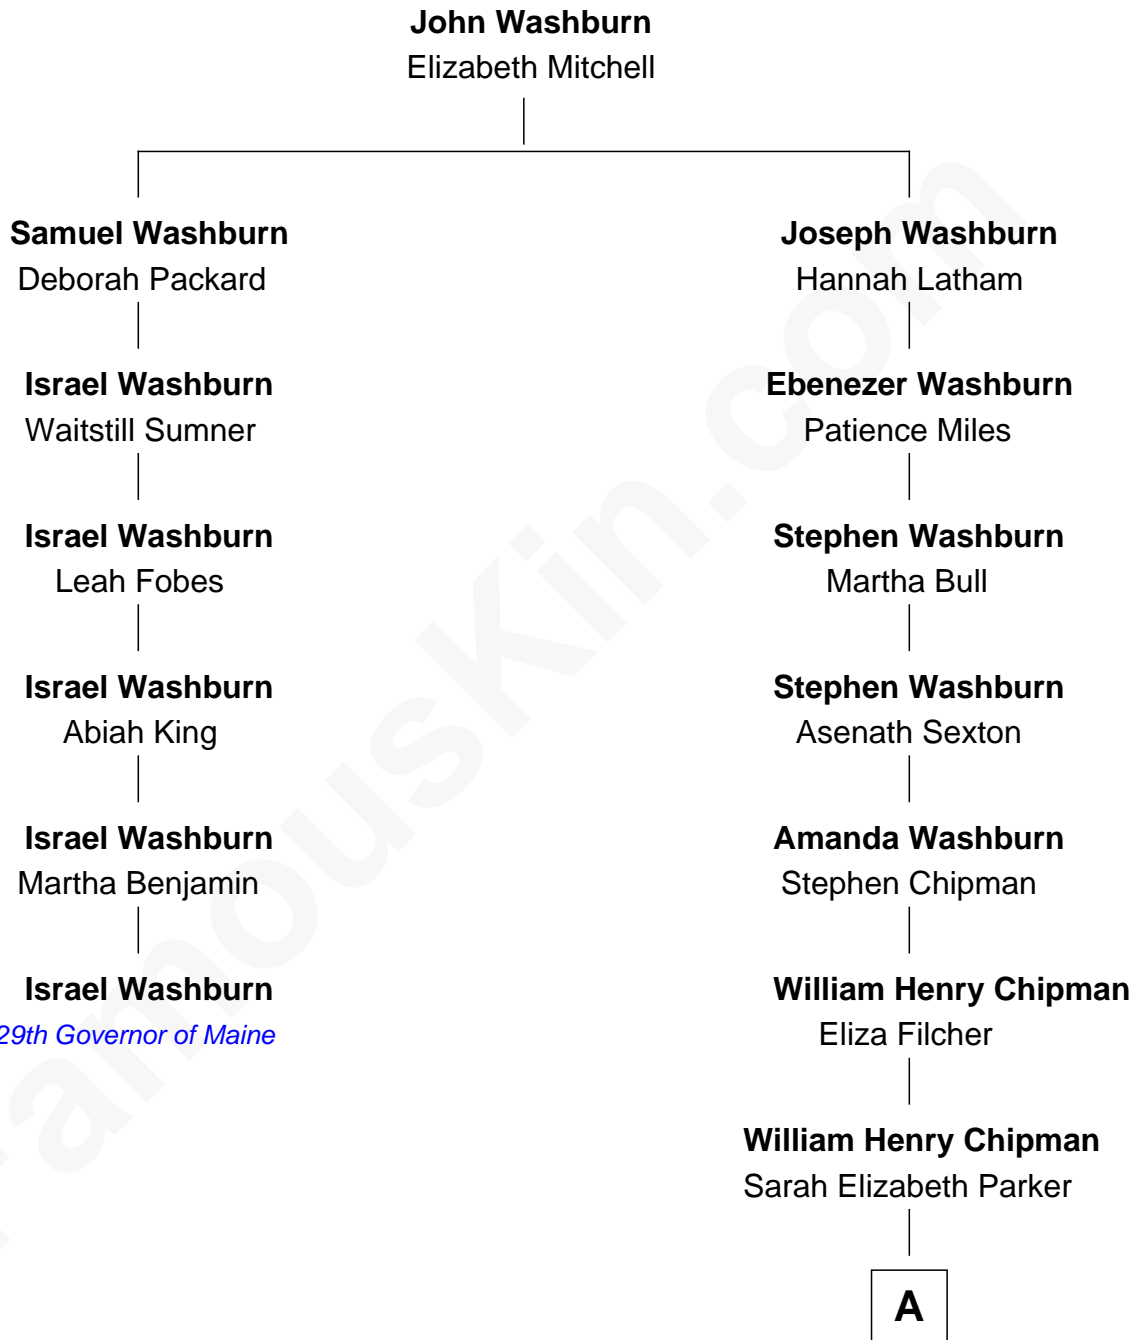 John Washburn
Elizabeth Mitchell
Samuel Washburn
Deborah Packard
Israel Washburn
Waitstill Sumner
Israel Washburn
Leah Fobes
Israel Washburn
Abiah King
Israel Washburn
Martha Benjamin
Israel Washburn
29th Governor of Maine
Joseph Washburn
Hannah Latham
Ebenezer Washburn
Patience Miles
Stephen Washburn
Martha Bull
Stephen Washburn
Asenath Sexton
Amanda Washburn
Stephen Chipman
William Henry Chipman
Eliza Filcher
William Henry Chipman
Sarah Elizabeth Parker
A
FamousKin.com